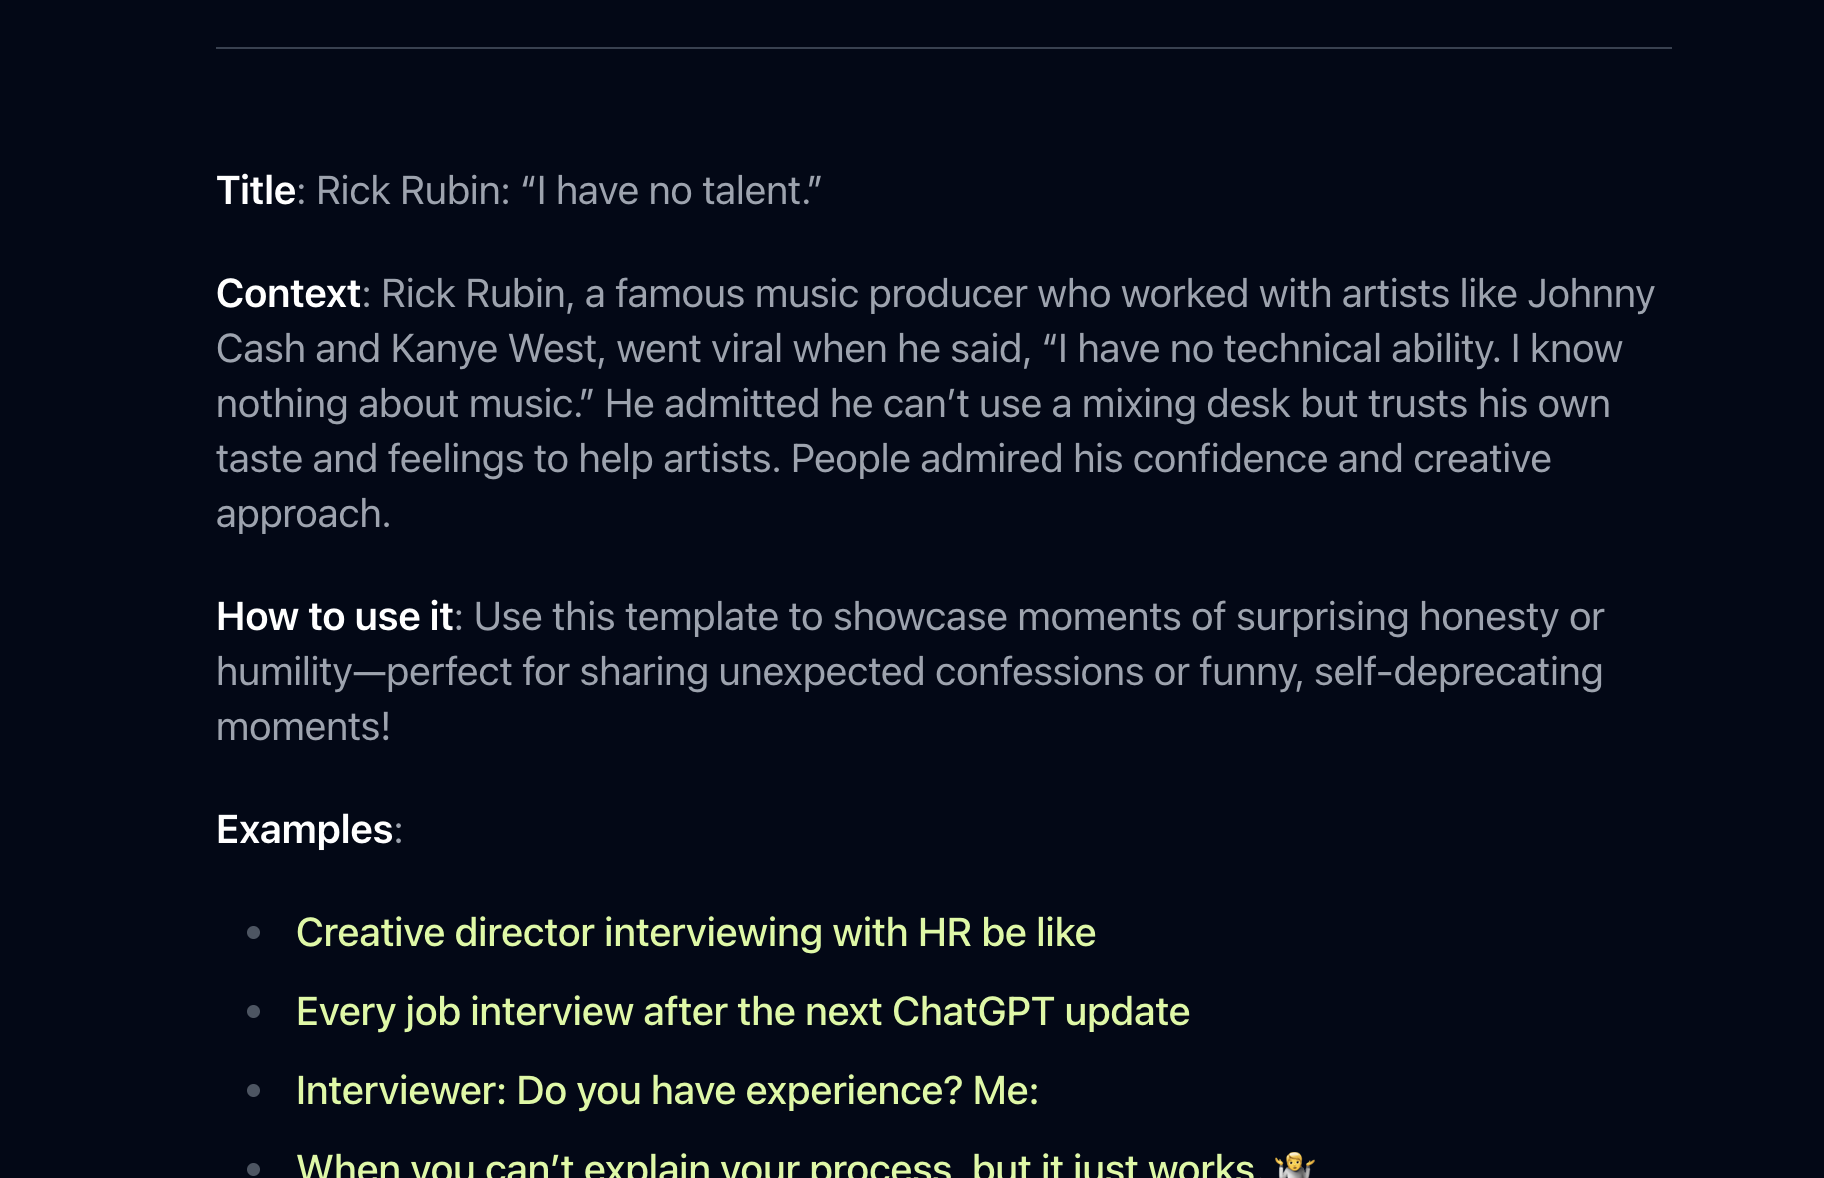 Title: Rick Rubin: “I have no talent.”
Context: Rick Rubin, a famous music producer who worked with artists like Johnny
Cash and Kanye West, went viral when he said, “I have no technical ability. I know
nothing about music.” He admitted he can’t use a mixing desk but trusts his own
taste and feelings to help artists. People admired his confidence and creative
approach.
How to use it: Use this template to showcase moments of surprising honesty or
humility—perfect for sharing unexpected confessions or funny, self-deprecating
moments!
Examples:
• Creative director interviewing with HR be like
• Every job interview after the next ChatGPT update
• Interviewer: Do you have experience? Me:
• When you can’t explain your process, but it just works 🤷‍♂️